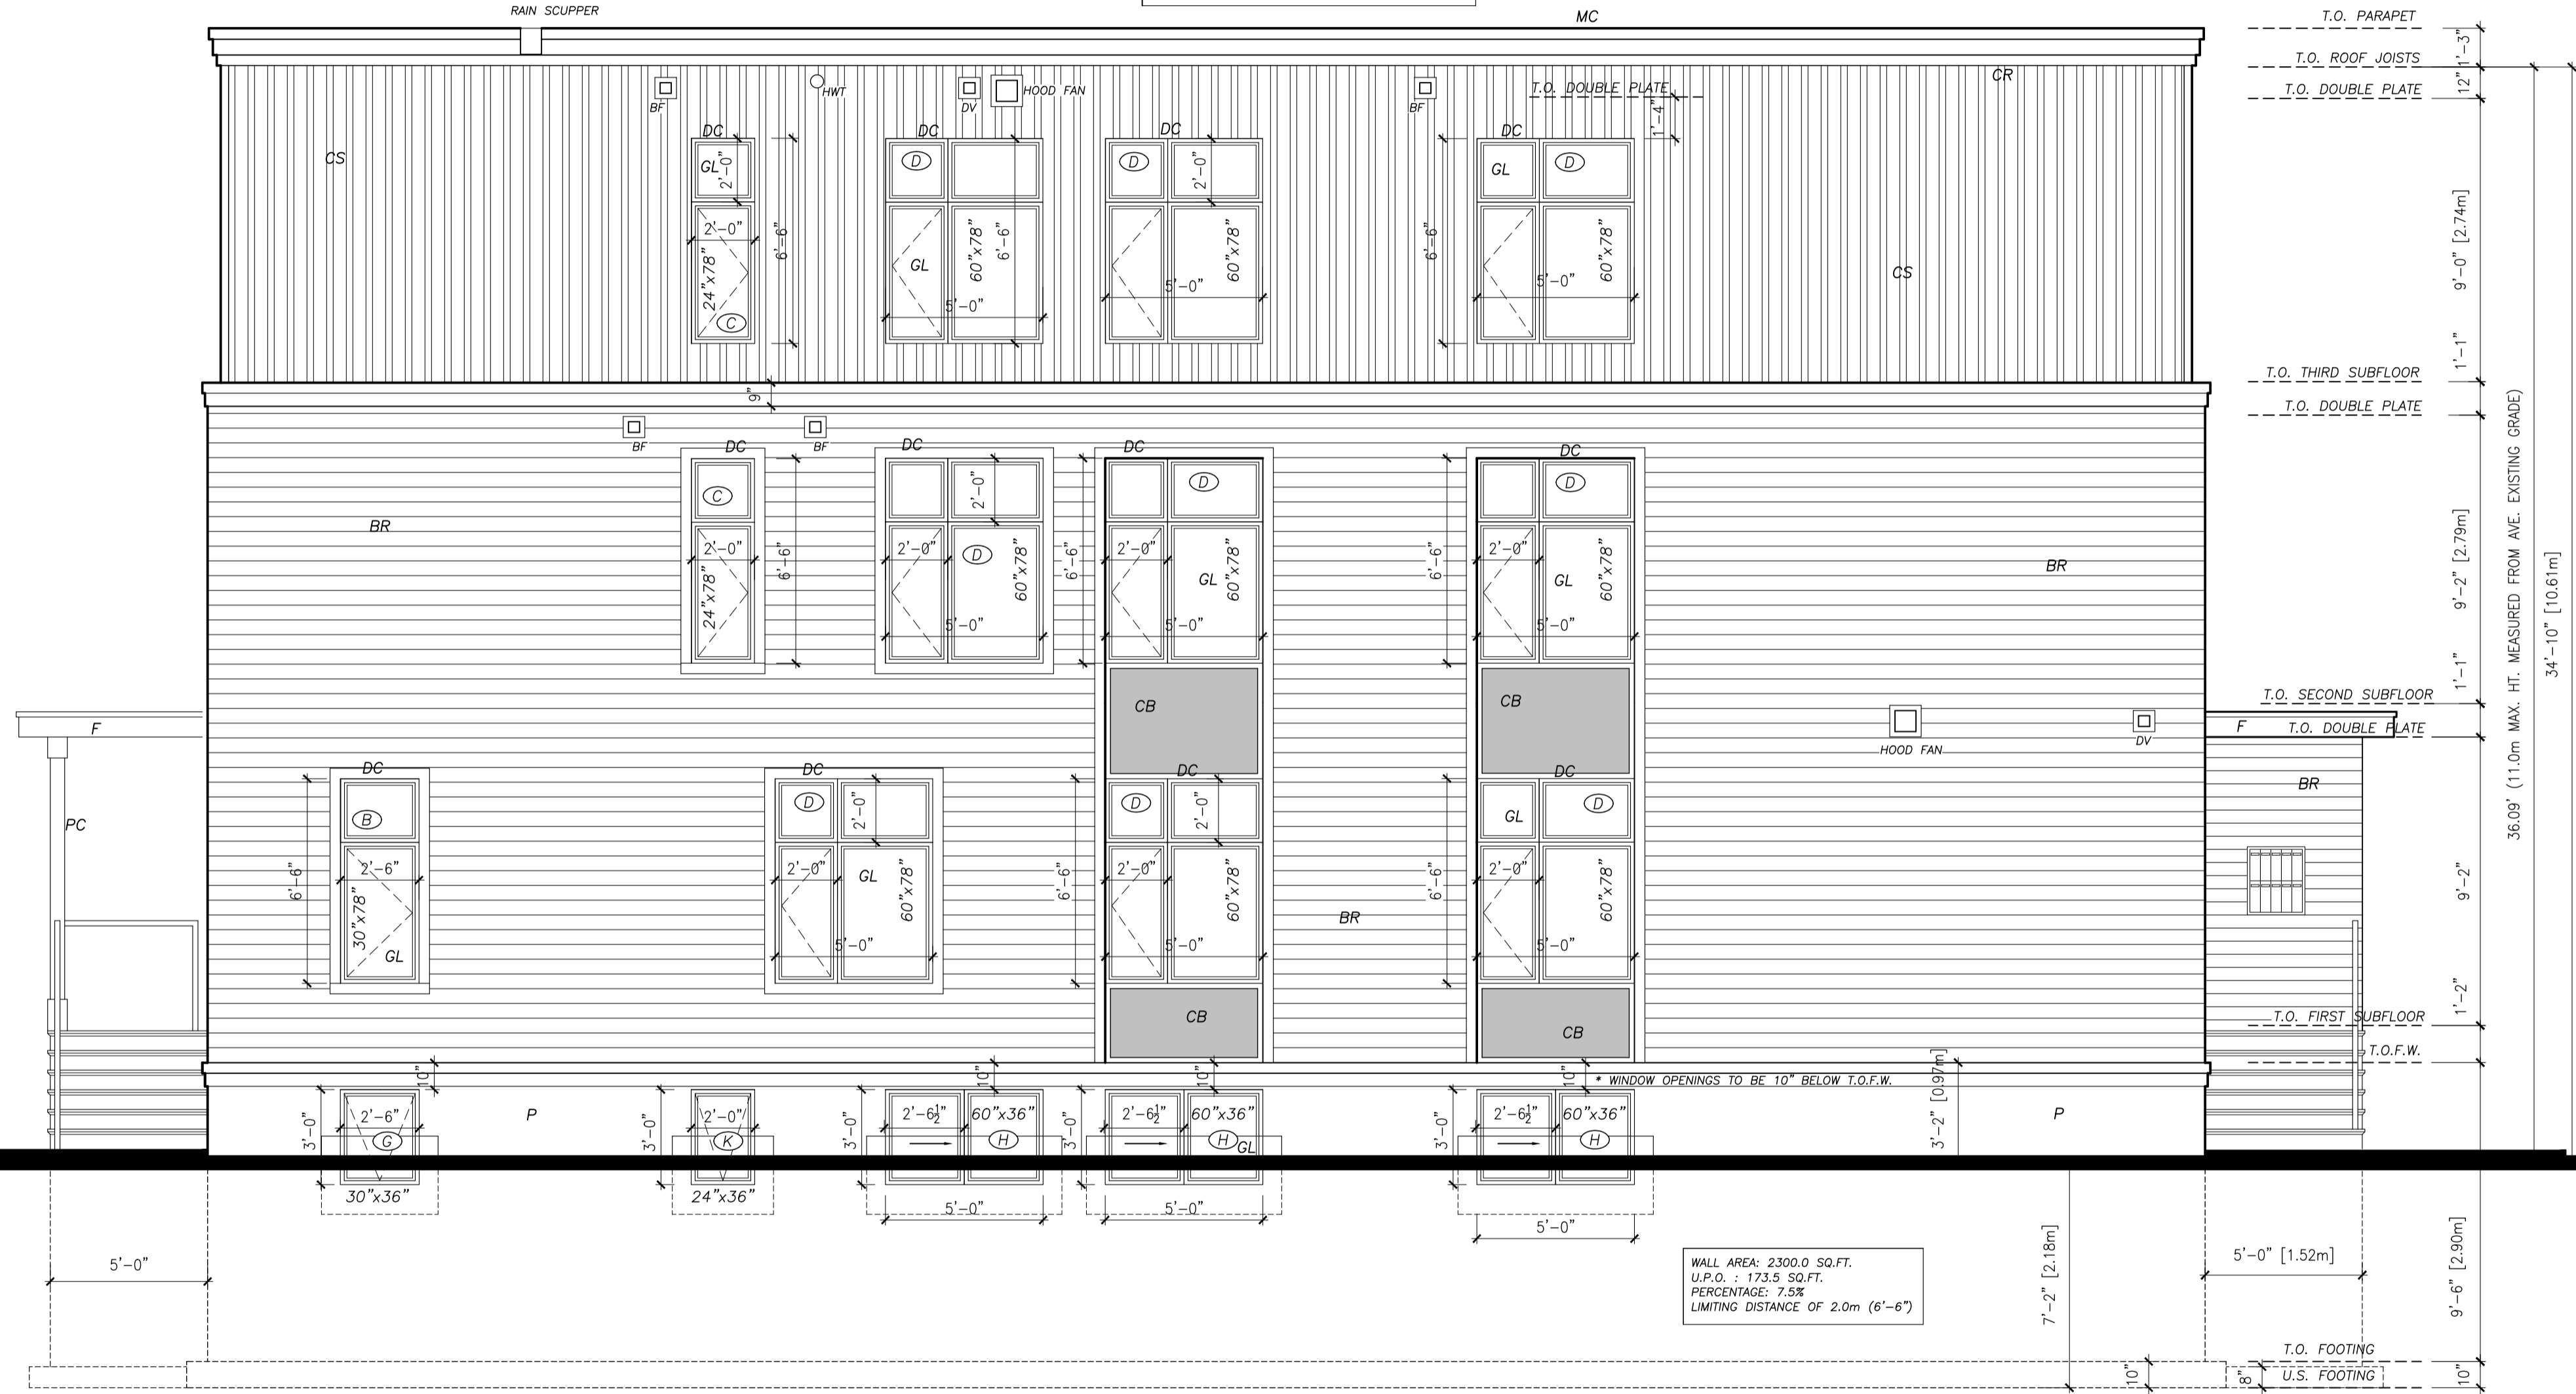 RAIN SCUPPER
MC
T.O. PARAPET
1'-3"
T.O. ROOF JOISTS
12"
T.O. DOUBLE PLATE
CR
T.O. DOUBLE PLATE
1'-4"
BF
HWT
DV
HOOD FAN
BF
CS
DC
DC
DC
DC
GL
2'-0"
D
D
2'-0"
GL
D
2'-0"
24"x78"
C
6'-6"
GL
60"x78"
6'-6"
5'-0"
60"x78"
5'-0"
6'-6"
60"x78"
5'-0"
CS
9'-0" [2.74m]
1'-1"
T.O. THIRD SUBFLOOR
9"
T.O. DOUBLE PLATE
BF
BF
DC
DC
DC
DC
C
2'-0"
D
D
BR
2'-0"
24"x78"
6'-6"
2'-0"
D
60"x78"
5'-0"
6'-6"
2'-0"
GL
60"x78"
5'-0"
6'-6"
2'-0"
GL
60"x78"
5'-0"
BR
9'-2" [2.79m]
36.09' (11.0m MAX. HT. MEASURED FROM AVE. EXISTING GRADE)
34'-10" [10.61m]
1'-1"
T.O. SECOND SUBFLOOR
CB
CB
HOOD FAN
DV
F
F
T.O. DOUBLE PLATE
DC
DC
DC
DC
PC
B
D
2'-0"
D
2'-0"
GL
D
BR
6'-6"
2'-6"
30"x78"
GL
2'-0"
GL
60"x78"
5'-0"
6'-6"
2'-0"
60"x78"
5'-0"
BR
6'-6"
2'-0"
60"x78"
5'-0"
9'-2"
1'-2"
CB
CB
T.O. FIRST SUBFLOOR
T.O.F.W.
10"
10"
10"
10"
* WINDOW OPENINGS TO BE 10" BELOW T.O.F.W.
3'-2" [0.97m]
3'-0"
2'-6"
G
30"x36"
P
3'-0"
2'-0"
K
24"x36"
3'-0"
2'-6½"
60"x36"
H
5'-0"
3'-0"
2'-6½"
60"x36"
H
GL
5'-0"
3'-0"
2'-6½"
60"x36"
H
5'-0"
P
5'-0"
WALL AREA: 2300.0 SQ.FT.
U.P.O. : 173.5 SQ.FT.
PERCENTAGE: 7.5%
LIMITING DISTANCE OF 2.0m (6'-6")
7'-2" [2.18m]
5'-0" [1.52m]
9'-6" [2.90m]
T.O. FOOTING
10"
8"
U.S. FOOTING
10"